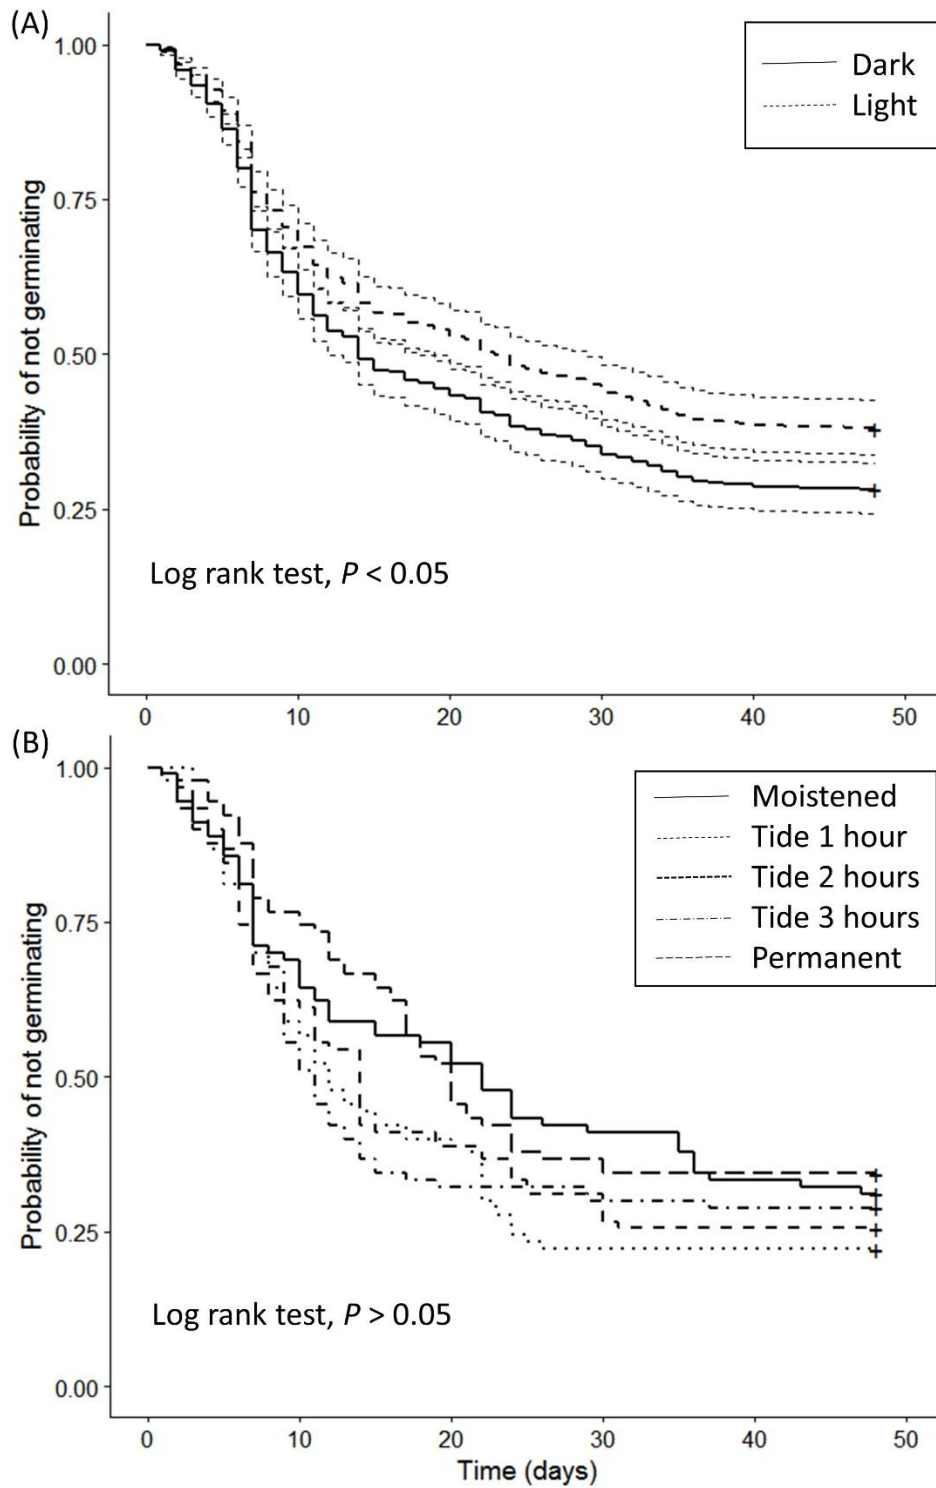 (A)
1.00
0.75
0.50
0.25
0.00
Probability of not germinating
Dark
Light
Log rank test, P < 0.05
0 10 20 30 40 50
(B)
1.00
0.75
0.50
0.25
0.00
Probability of not germinating
Moistened
Tide 1 hour
Tide 2 hours
Tide 3 hours
Permanent
Log rank test, P > 0.05
0 10 20 30 40 50
Time (days)